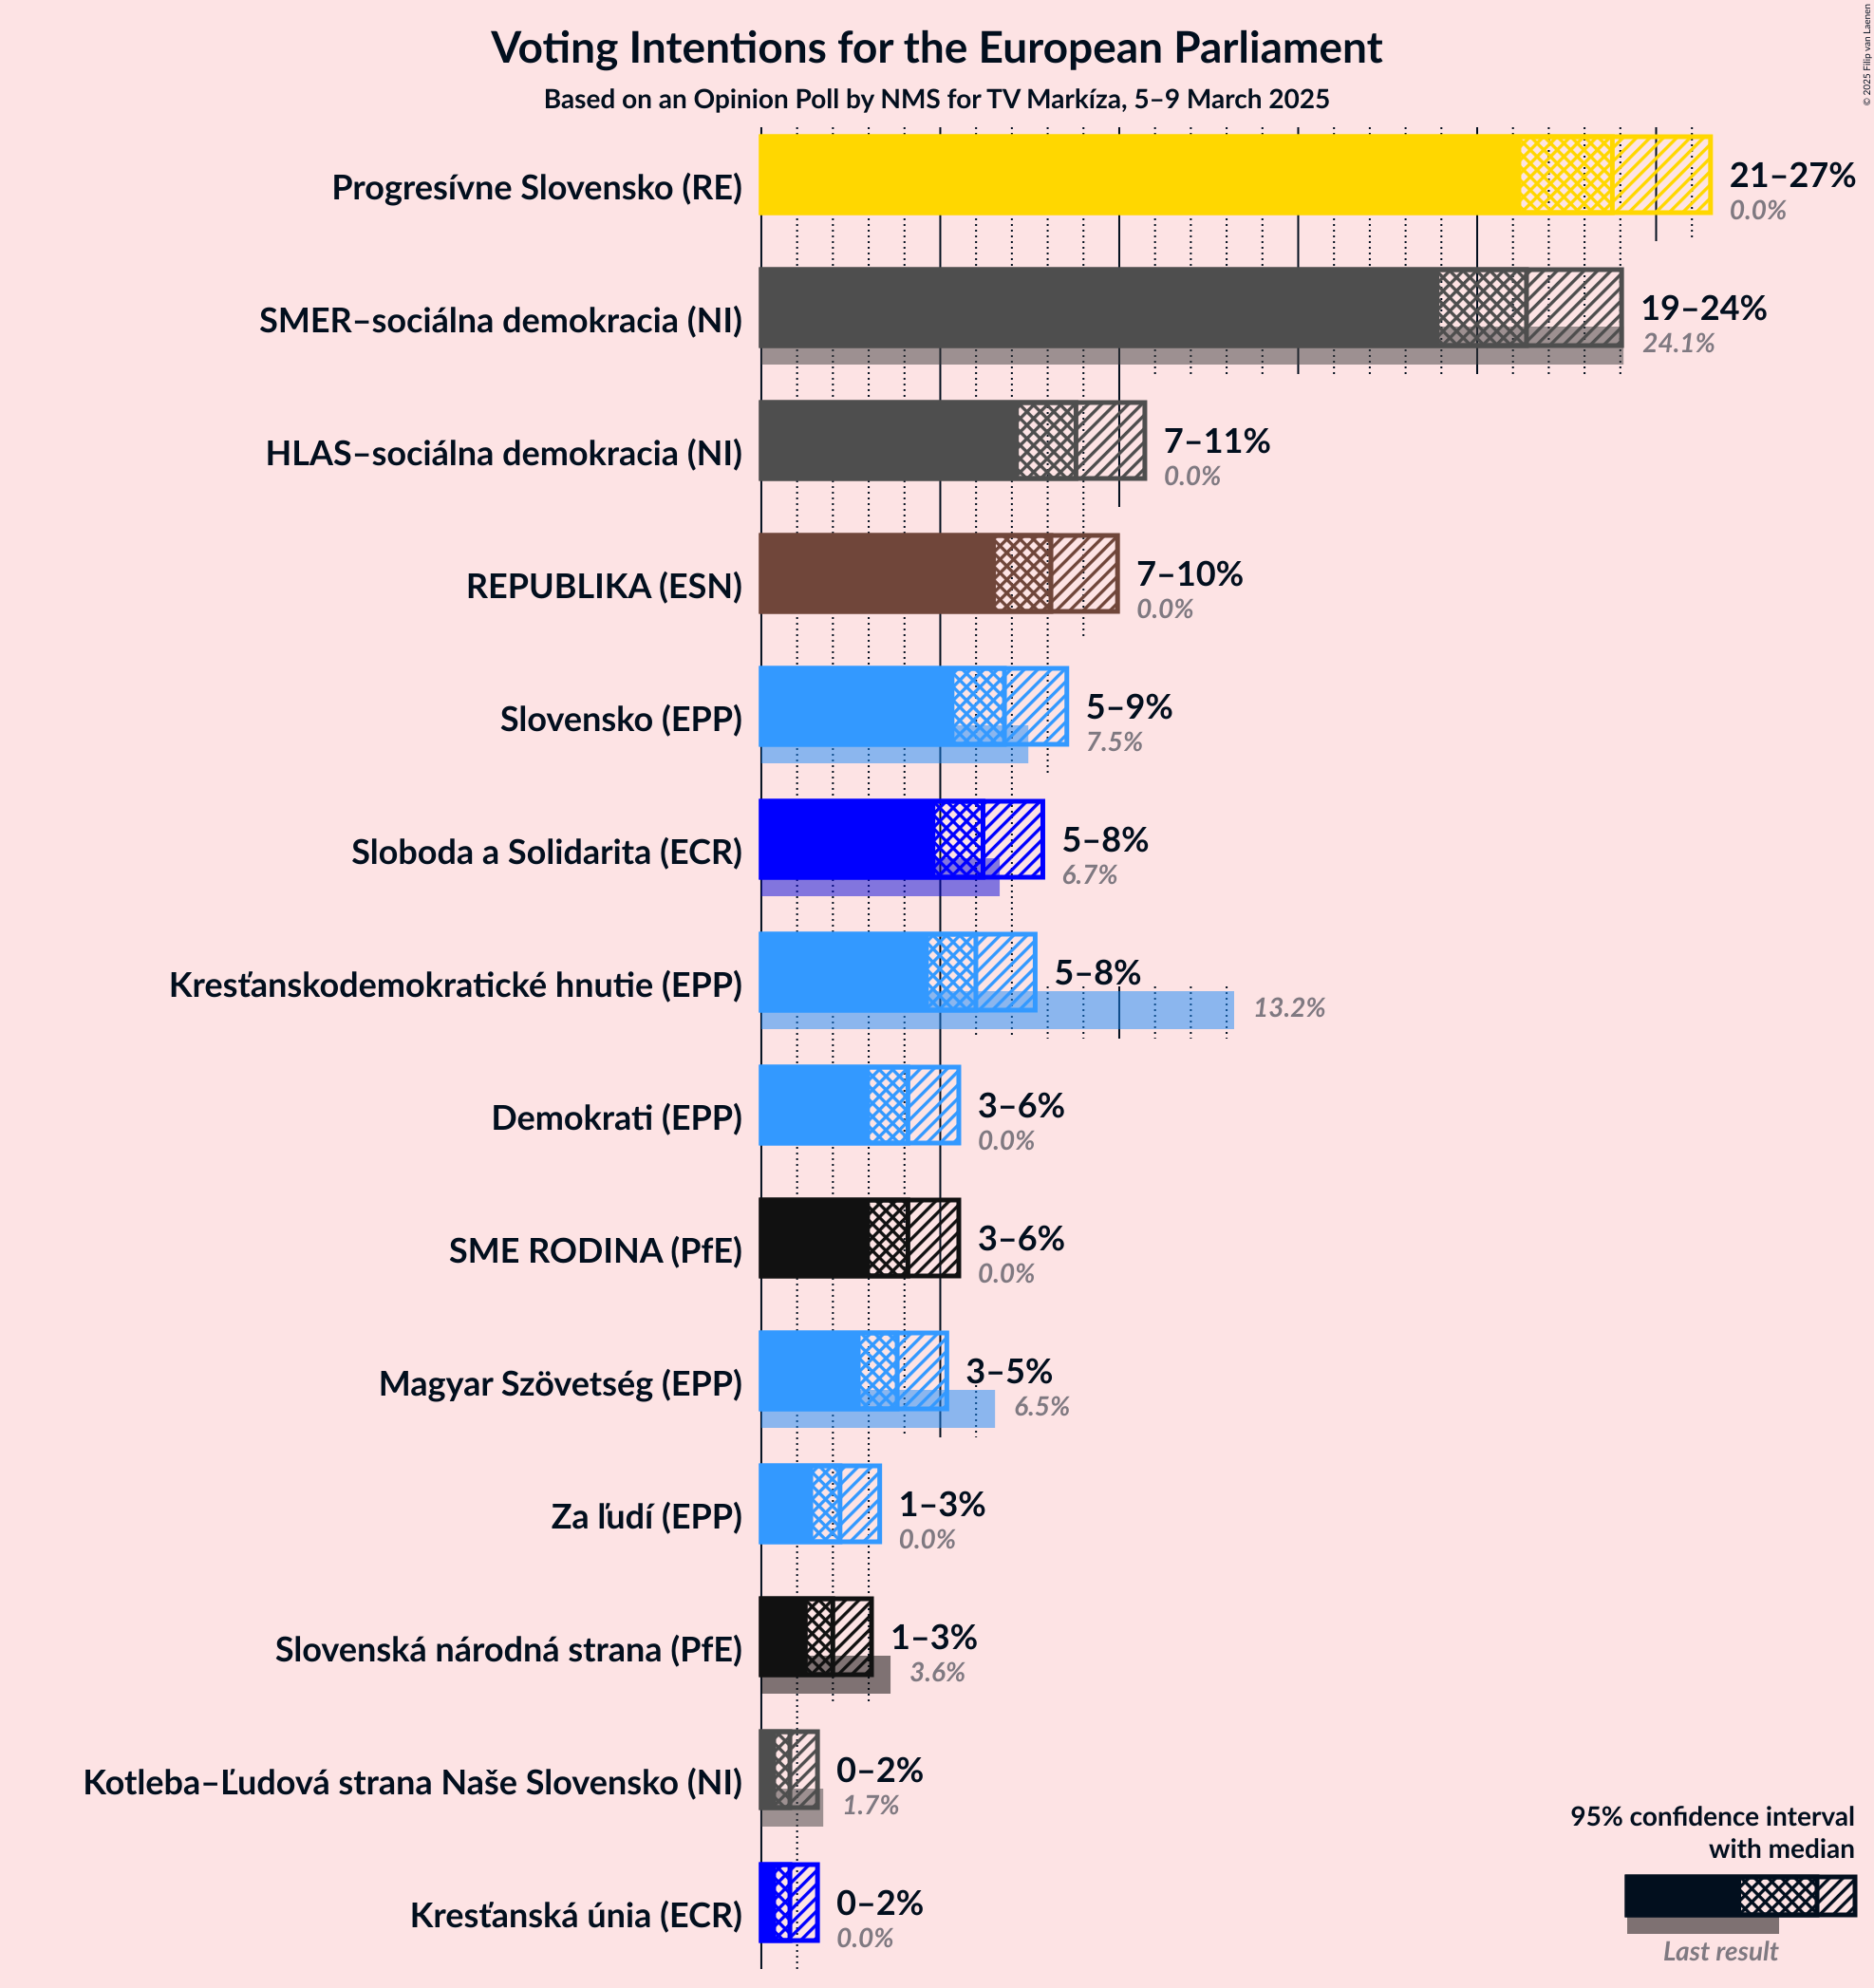 Voting Intentions for the European Parliament
Based on an Opinion Poll by NMS for TV Markíza, 5–9 March 2025
© 2025 Filip van Laenen
Progresívne Slovensko (RE)
21–27%
0.0%
SMER–sociálna demokracia (NI)
19–24%
24.1%
HLAS–sociálna demokracia (NI)
7–11%
0.0%
REPUBLIKA (ESN)
7–10%
0.0%
Slovensko (EPP)
5–9%
7.5%
Sloboda a Solidarita (ECR)
5–8%
6.7%
Kresťanskodemokratické hnutie (EPP)
5–8%
13.2%
Demokrati (EPP)
3–6%
0.0%
SME RODINA (PfE)
3–6%
0.0%
Magyar Szövetség (EPP)
3–5%
6.5%
Za ľudí (EPP)
1–3%
0.0%
Slovenská národná strana (PfE)
1–3%
3.6%
Kotleba–Ľudová strana Naše Slovensko (NI)
0–2%
1.7%
Kresťanská únia (ECR)
0–2%
0.0%
95% confidence interval
with median
Last result